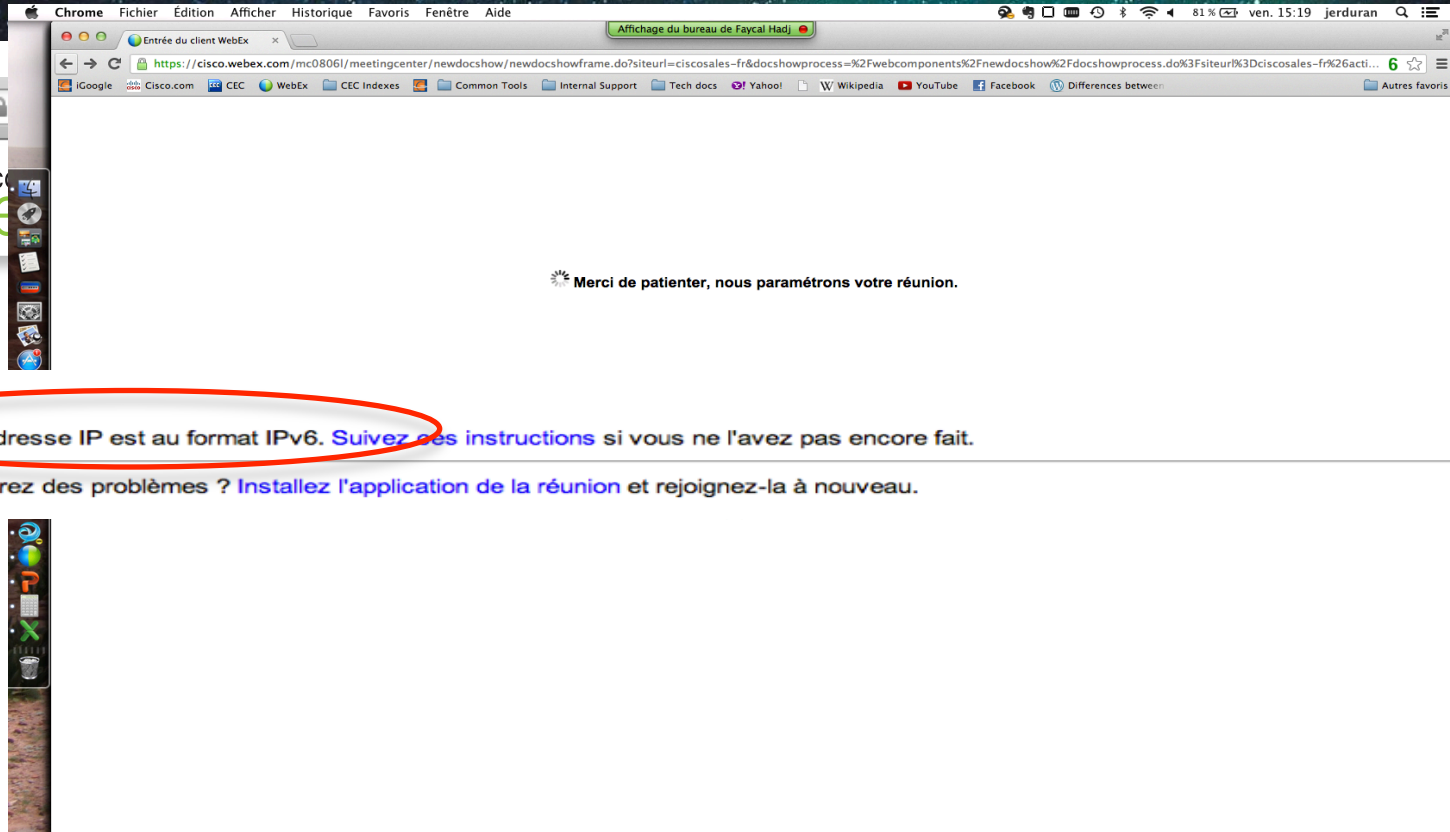 Chrome Fichier Édition Afficher Historique Favoris Fenêtre Aide 81 % ven. 15:19 jerduran
Affichage du bureau de Faycal Hadj
Entrée du client WebEx
https://cisco.webex.com/mc0806l/meetingcenter/newdocshow/newdocshowframe.do?siteurl=ciscosales-fr&docshowprocess=%2Fwebcomponents%2Fnewdocshow%2Fdocshowprocess.do%3Fsiteurl%3Dciscosales-fr%26acti... 6
iGoogle Cisco.com CEC WebEx CEC Indexes Common Tools Internal Support Tech docs Yahoo! Wikipedia YouTube Facebook Differences between Autres favoris
Merci de patienter, nous paramétrons votre réunion.
dresse IP est au format IPv6. Suivez ces instructions si vous ne l'avez pas encore fait.
rez des problèmes ? Installez l'application de la réunion et rejoignez-la à nouveau.